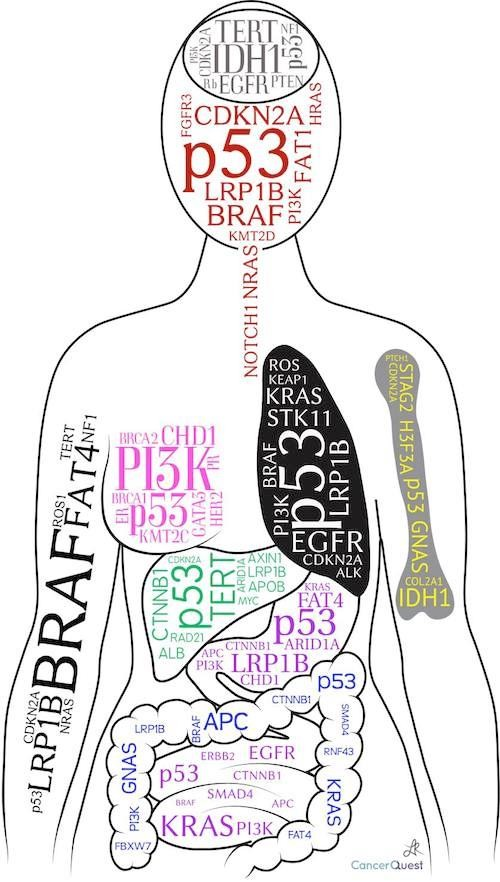 TERT
NF1
PI3K
CDKN2A
IDH1
p53
Rb
EGFR
PTEN
FGFR3
CDKN2A
HRAS
p53
FAT1
LRP1B
PI3K
BRAF
KMT2D
NOTCH1 NRAS
ROS
KEAP1
KRAS
STK11
BRAF
p53
LRP1B
PI3K
EGFR
CDKN2A
ALK
PTCH1
CDKN2A
STAG2
H3F3A
p53
GNAS
COL2A1
IDH1
TERT
NF1
FAT4
ROS1
BRAF
CDKN2A
NRAS
LRP1B
p53
BRCA2
CHD1
PI3K
PR
BRCA1
ER
p53
GATA3
HER2
KMT2C
CDKN2A
CTNNB1
p53
TERT
ARID1A
AXIN1
LRP1B
APOB
MYC
RAD21
ALB
KRAS
FAT4
p53
ARID1A
CTNNB1
APC
PI3K
LRP1B
CHD1
p53
CTNNB1
APC
BRAF
LRP1B
SMAD4
GNAS
RNF43
KRAS
PI3K
FBXW7
FAT4
ERBB2
EGFR
p53
CTNNB1
SMAD4
BRAF
APC
KRAS
PI3K
CancerQuest